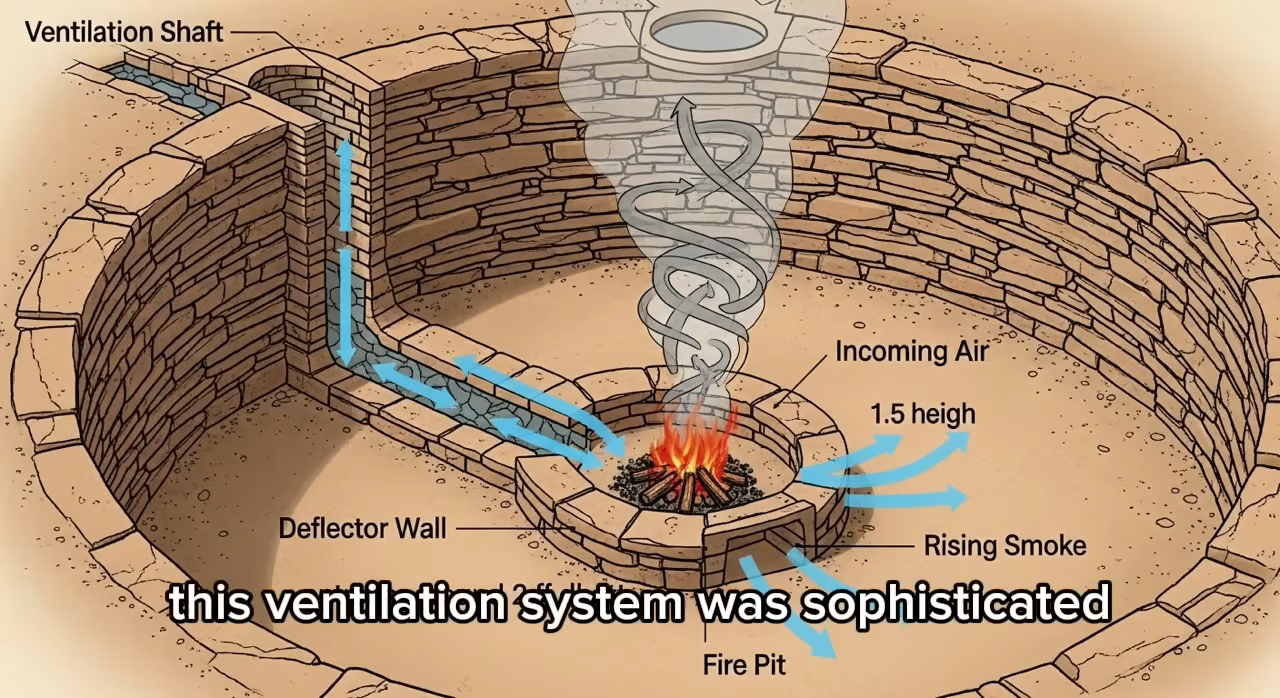 Ventilation Shaft
Incoming Air
1.5 heigh
Deflector Wall
Rising Smoke
this ventilation system was sophisticated
Fire Pit